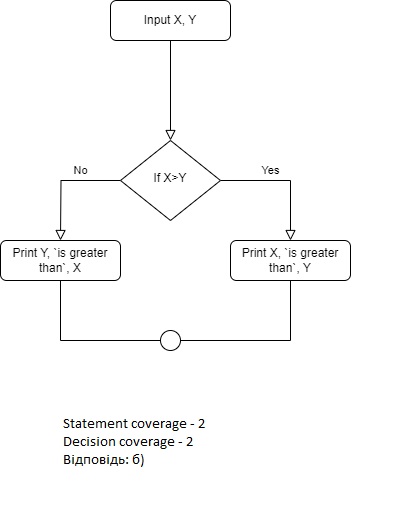 Input X, Y
If X>Y
No
Yes
Print Y, `is greater
than`, X
Print X, `is greater
than`, Y
Statement coverage - 2
Decision coverage - 2
Відповідь: б)